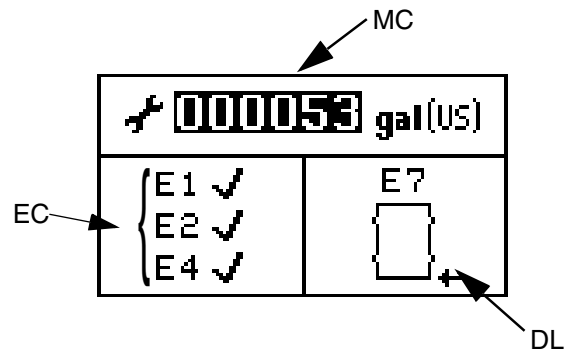 MC
000053 gal(US)
EC
E1 ✓
E2 ✓
E4 ✓
E7
DL